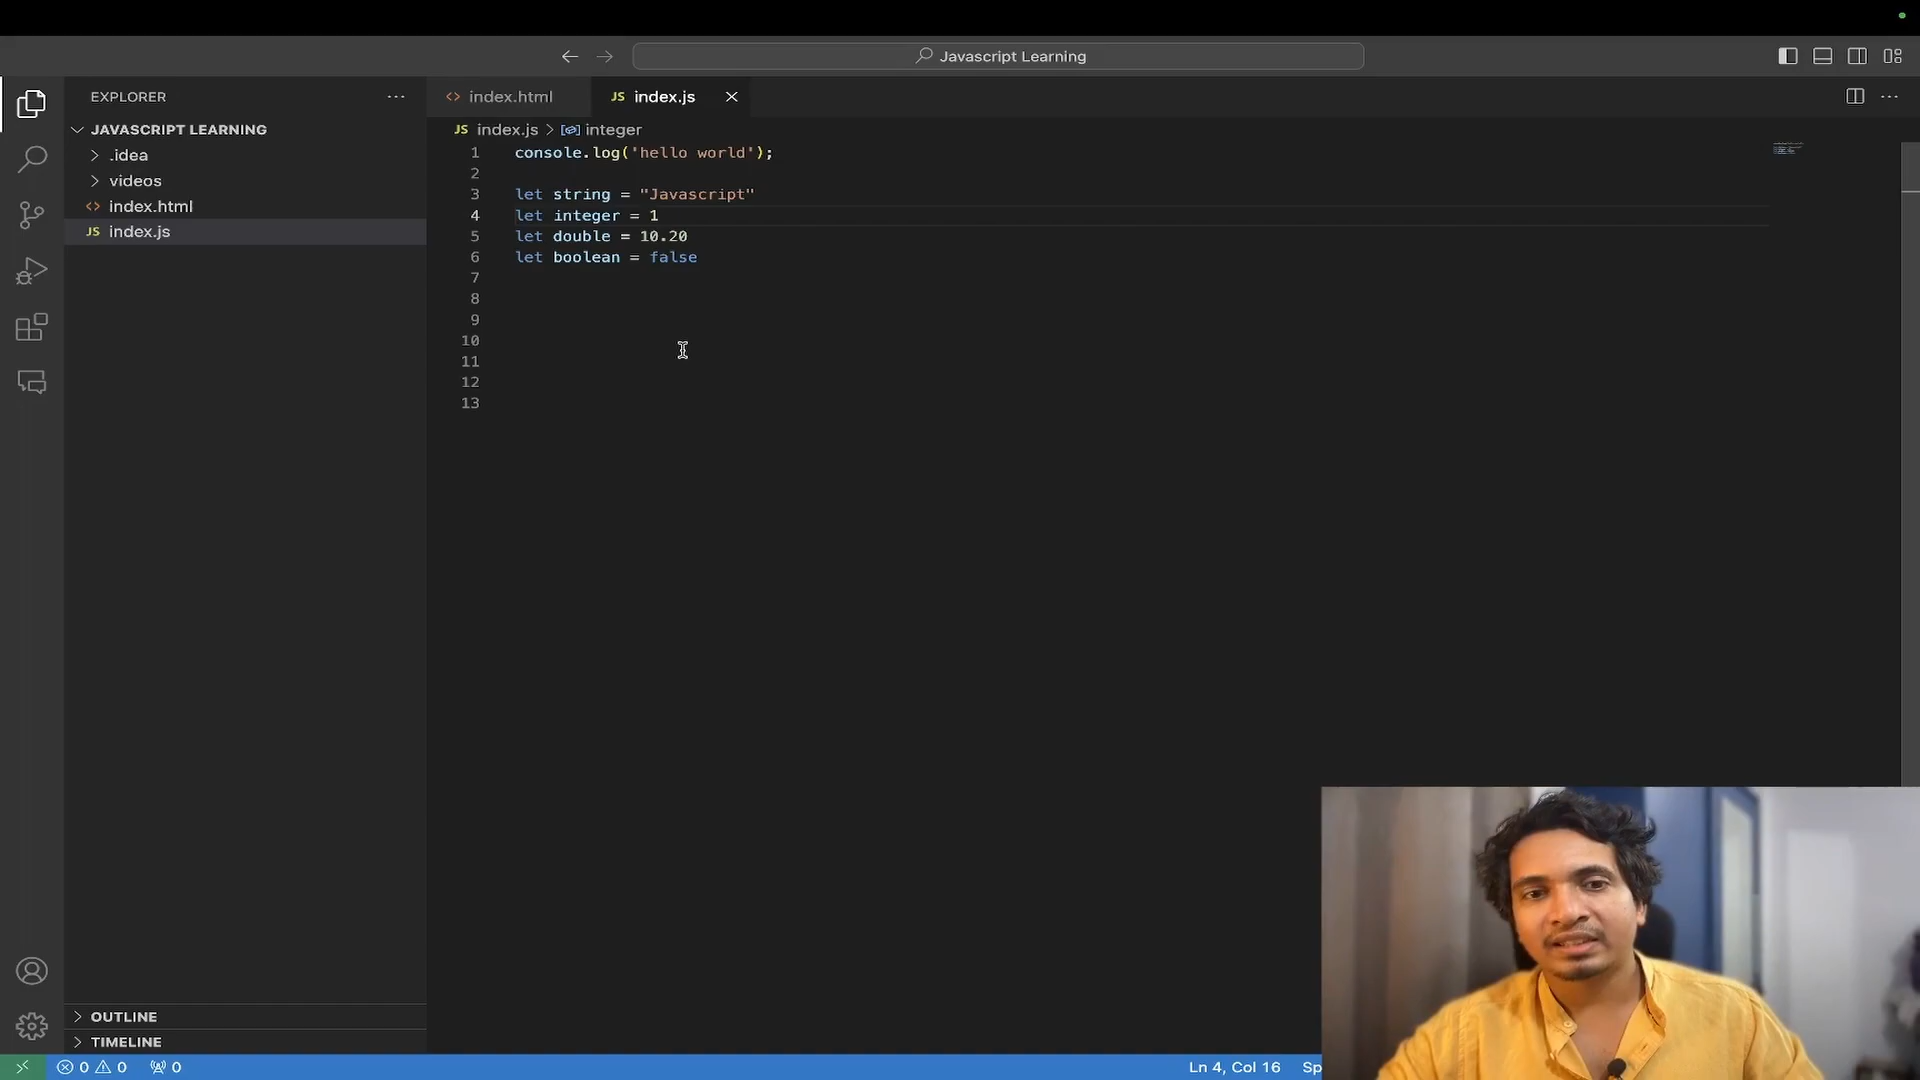 Javascript Learning
EXPLORER
index.html
JS index.js
JAVASCRIPT LEARNING
JS index.js > integer
.idea
videos
index.html
JS index.js
1 console.log('hello world');
2
3 let string = "Javascript"
4 let integer = 1
5 let double = 10.20
6 let boolean = false
7
8
9
10
11
12
13
OUTLINE
TIMELINE
0 0 0
Ln 4, Col 16 Sp